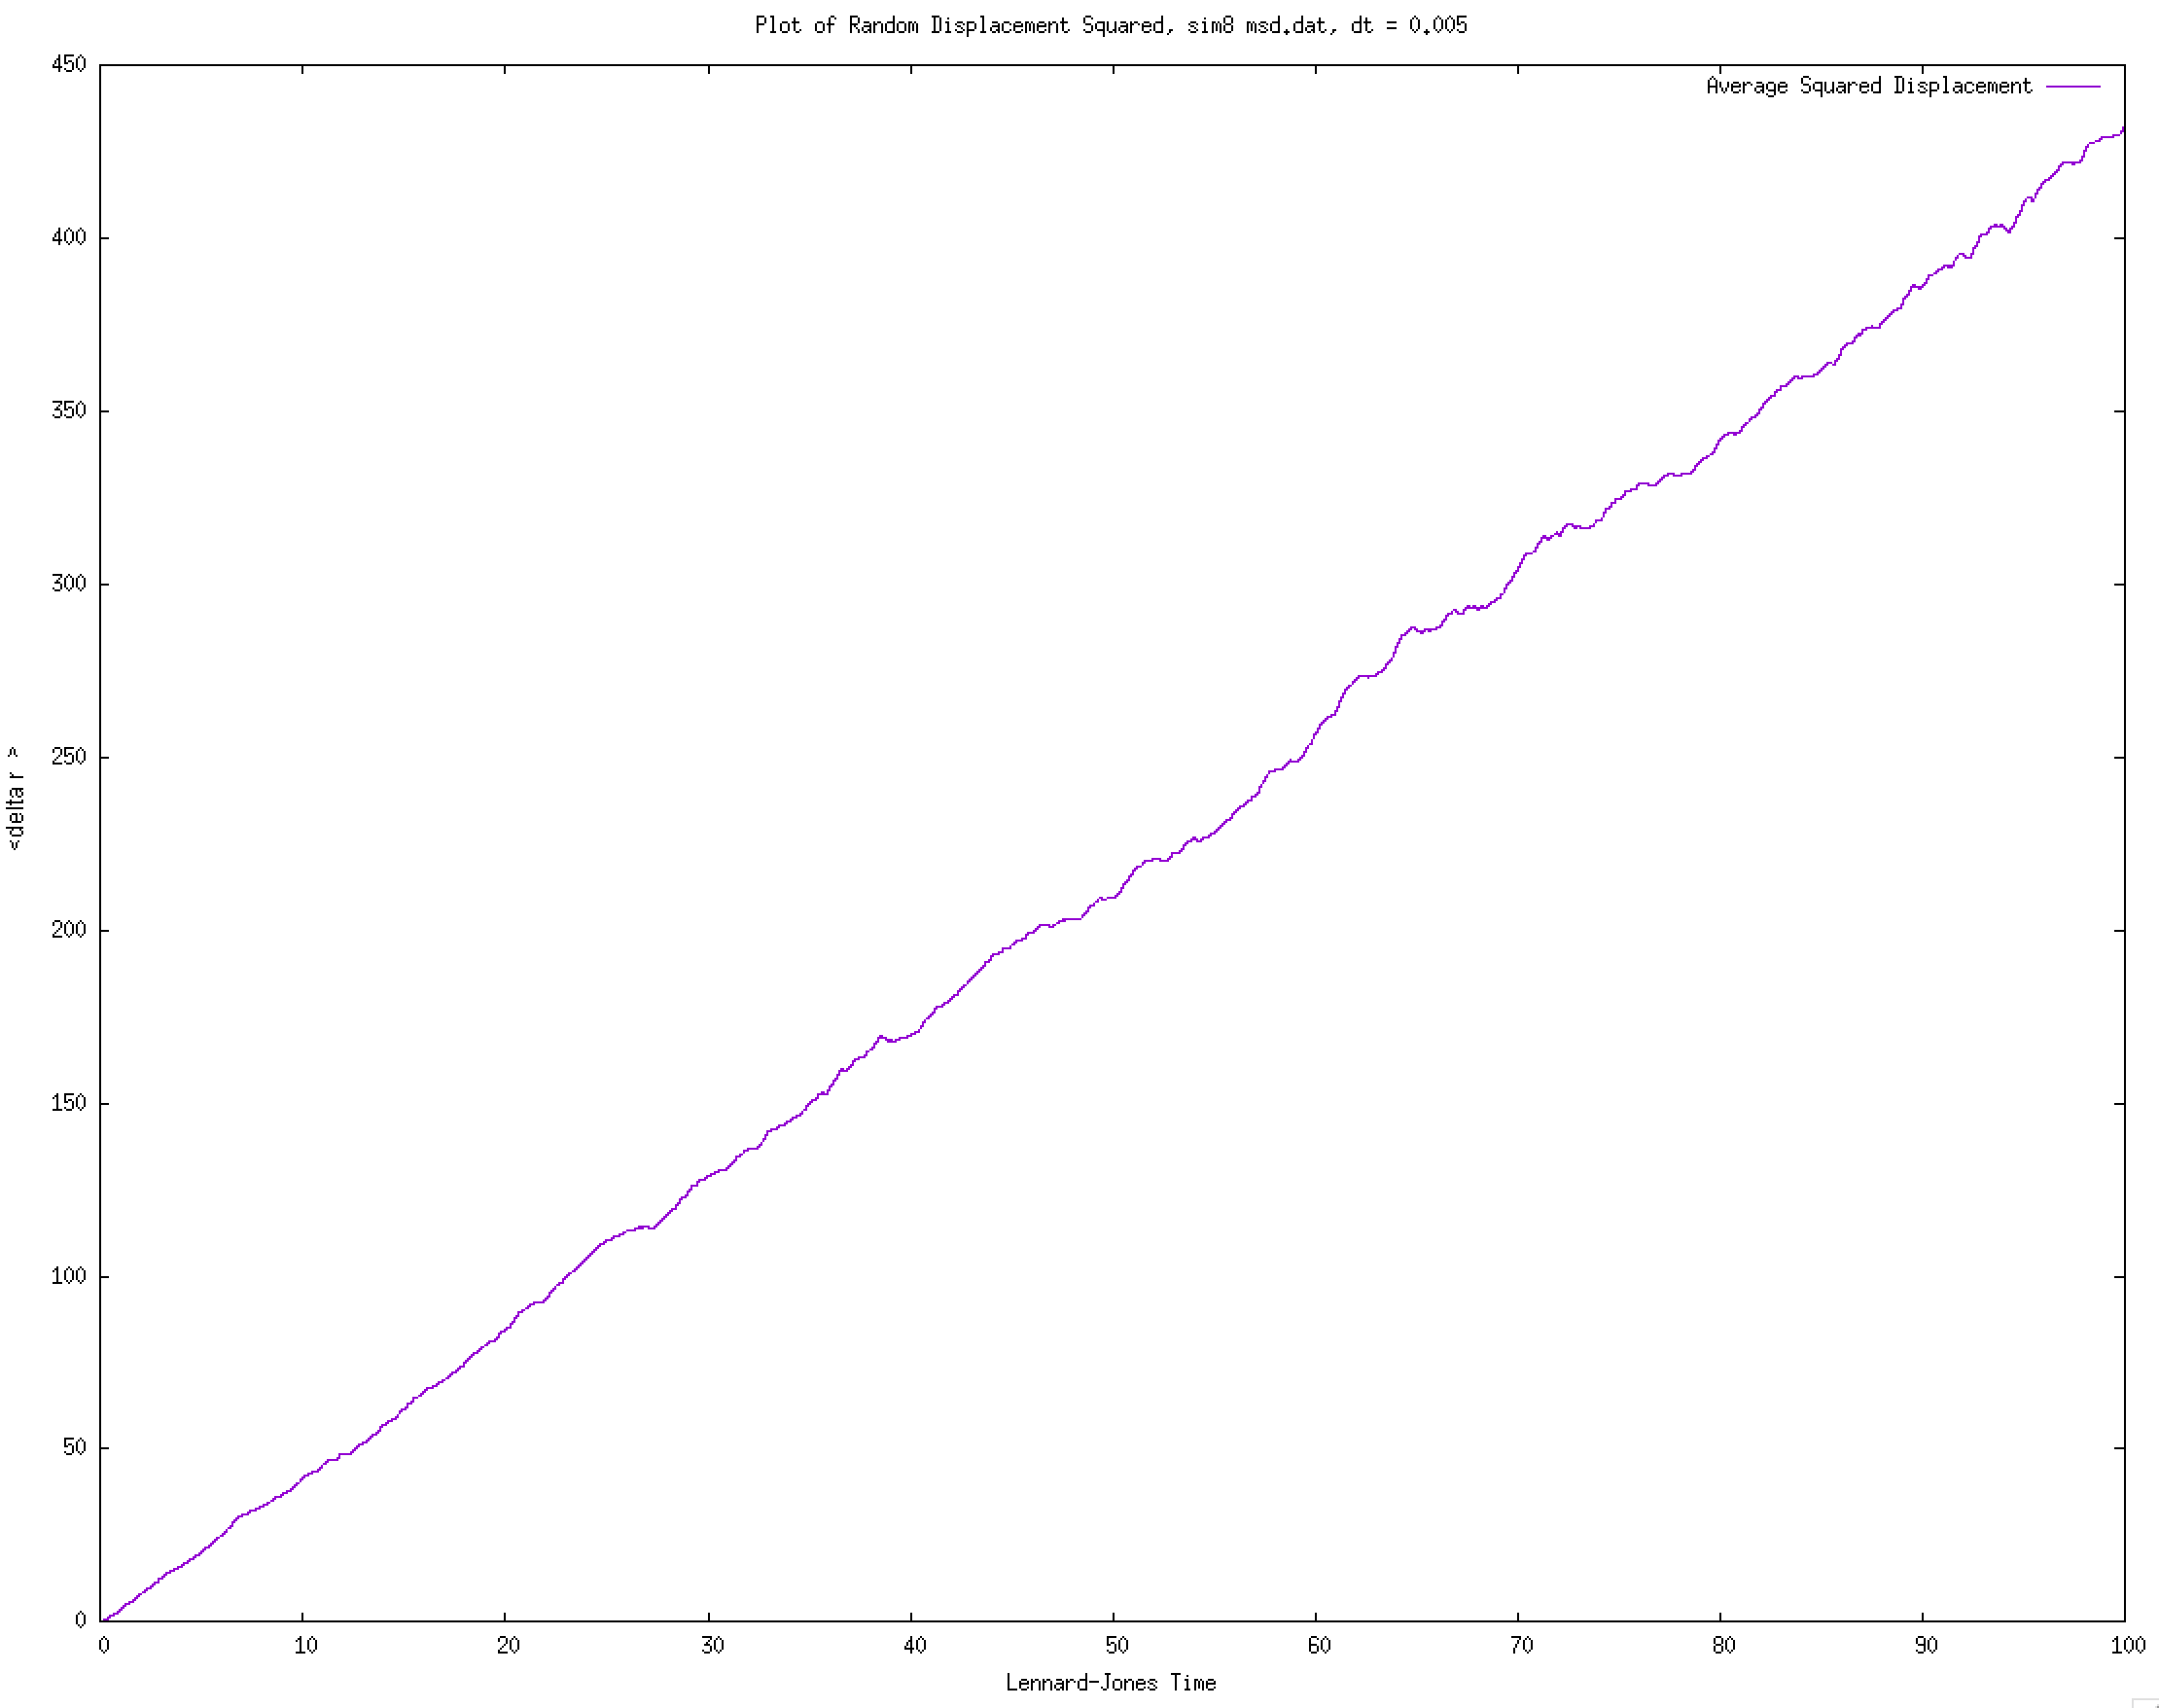 Plot of Random Displacement Squared, sim8 msd.dat, dt = 0.005
450
400
350
300
250
200
150
100
50
0
Average Squared Displacement
<delta r >
0 10 20 30 40 50 60 70 80 90 100
Lennard-Jones Time